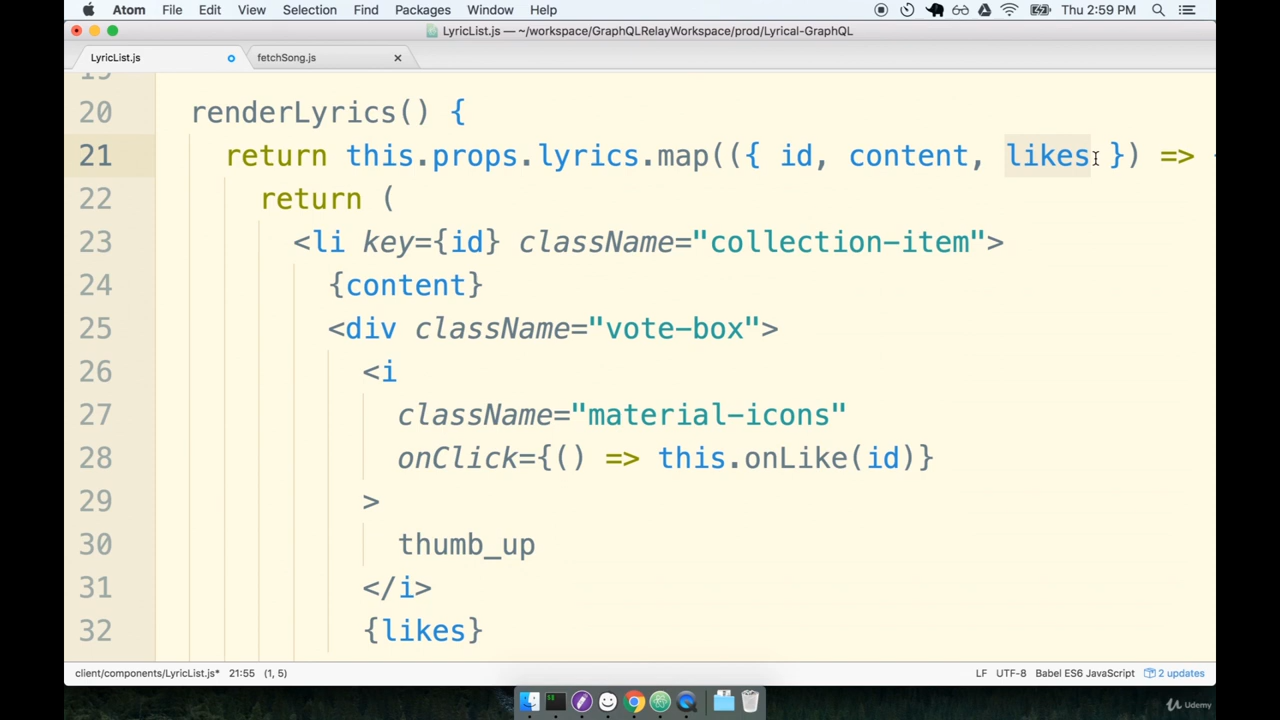 Atom File Edit View Selection Find Packages Window Help Thu 2:59 PM
LyricList.js — ~/workspace/GraphQLRelayWorkspace/prod/Lyrical-GraphQL
LyricList.js fetchSong.js
19
20 renderLyrics() {
21 return this.props.lyrics.map(({ id, content, likes }) => {
22 return (
23 <li key={id} className="collection-item">
24 {content}
25 <div className="vote-box">
26 <i
27 className="material-icons"
28 onClick={() => this.onLike(id)}
29 >
30 thumb_up
31 </i>
32 {likes}
client/components/LyricList.js* 21:55 (1, 5) LF UTF-8 Babel ES6 JavaScript 2 updates
Udemy